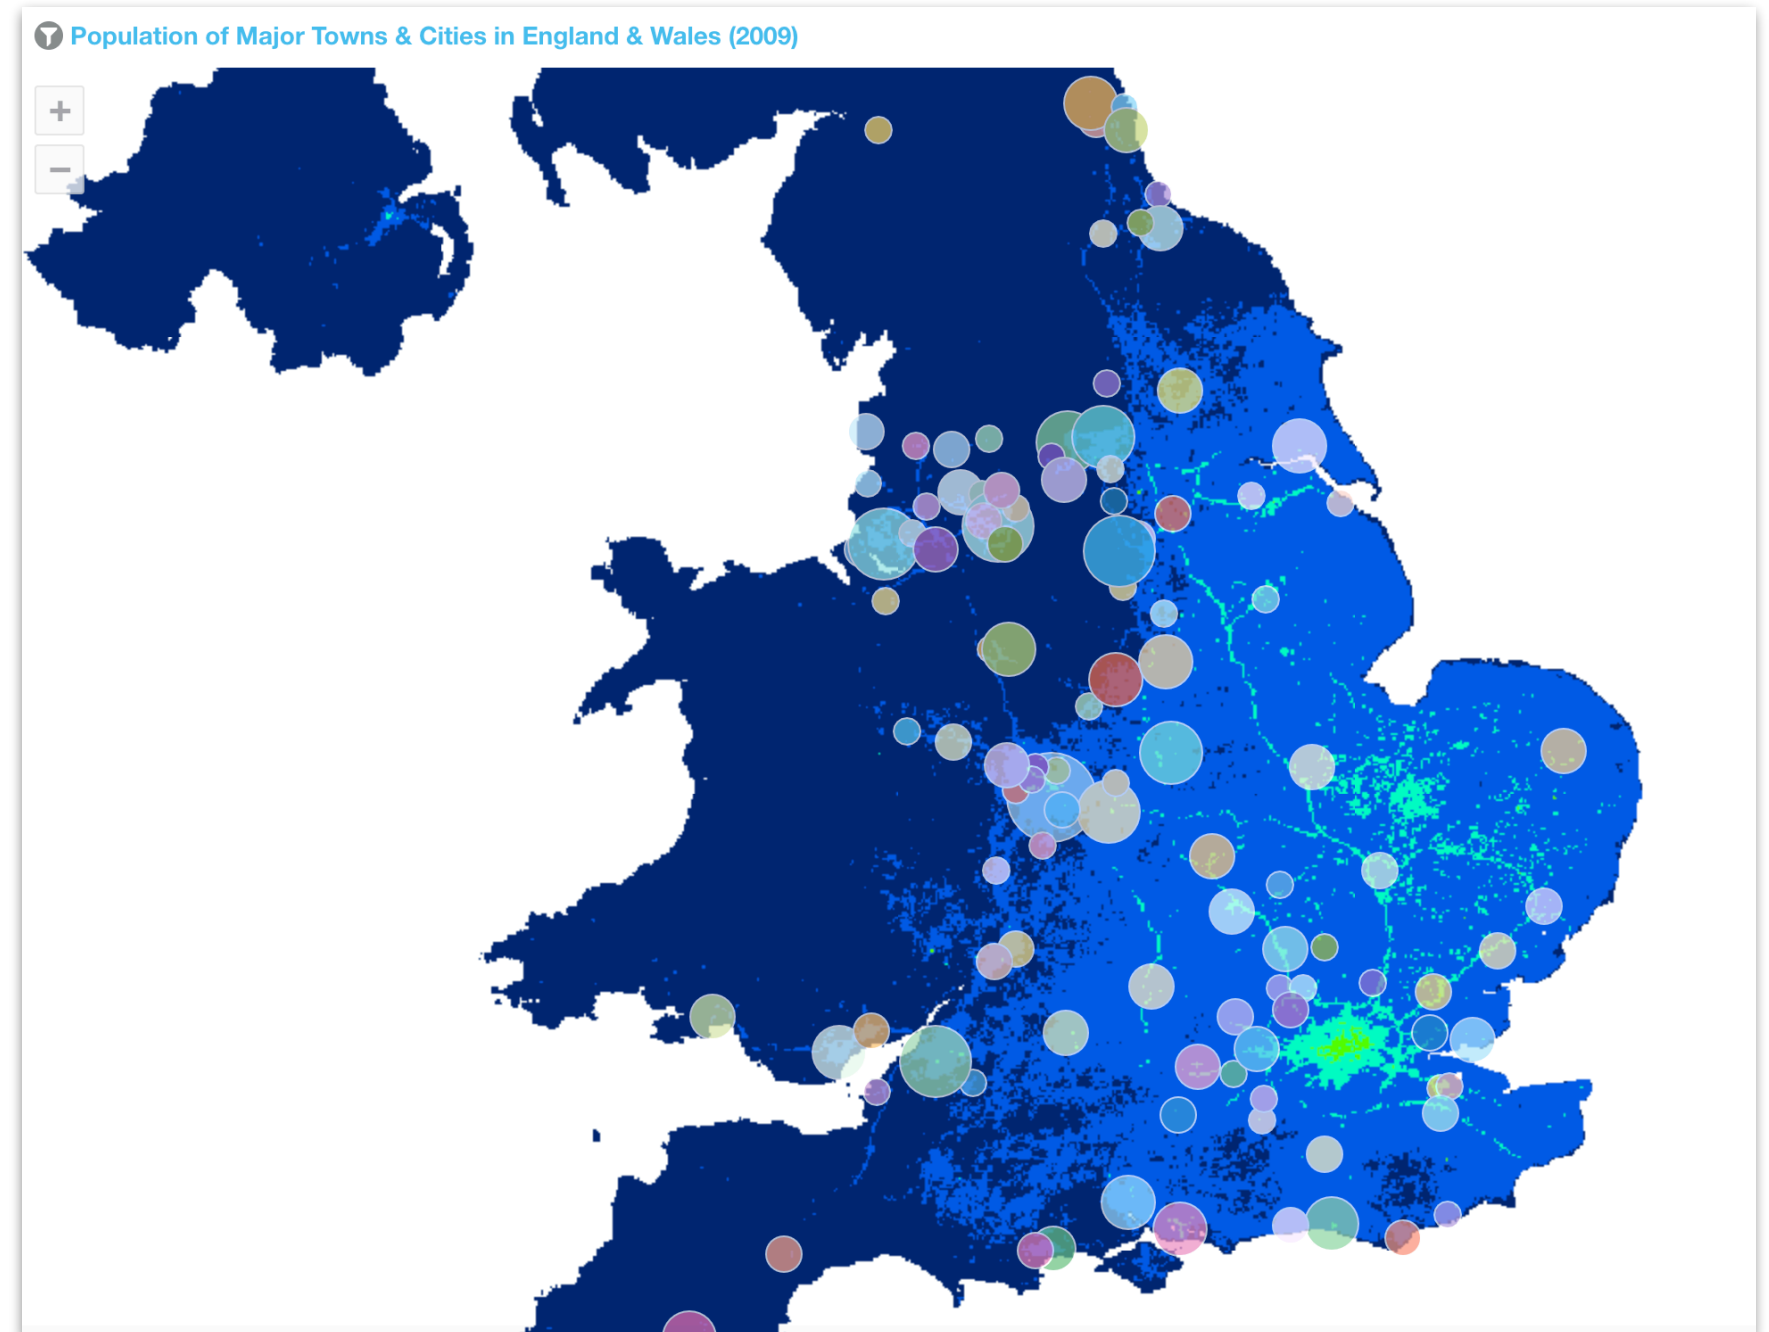 Population of Major Towns & Cities in England & Wales (2009)
+
−